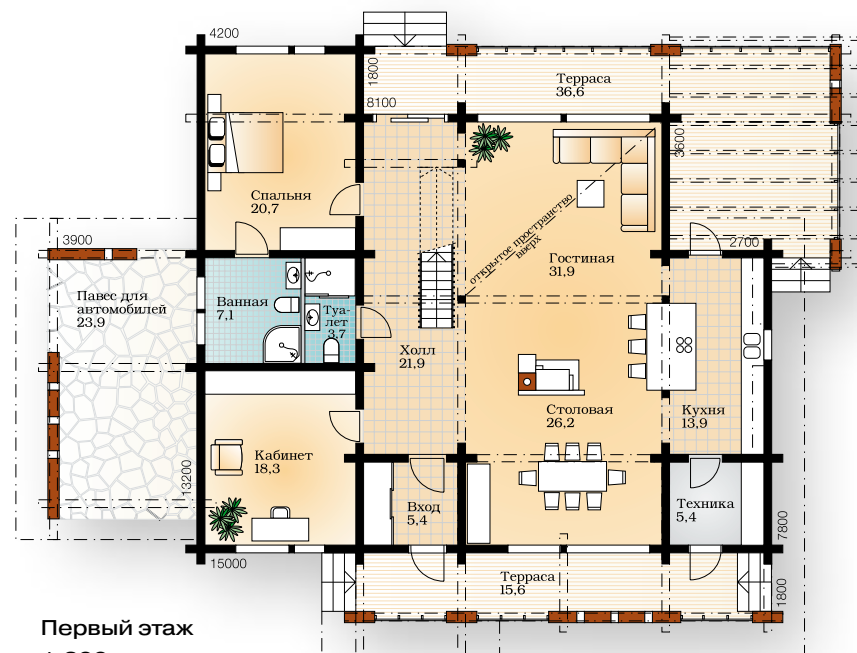 4200
1800
8100
Терраса
36,6
3600
Спальня
20,7
открытое пространство
вверх
Гостиная
31,9
2700
3900
Павес для
автомобилей
23,9
Ванная
7,1
Туа-
лет
3,7
Холл
21,9
Столовая
26,2
Кухня
13,9
Кабинет
18,3
13200
Вход
5,4
Техника
5,4
7800
15000
Терраса
15,6
1800
Первый этаж